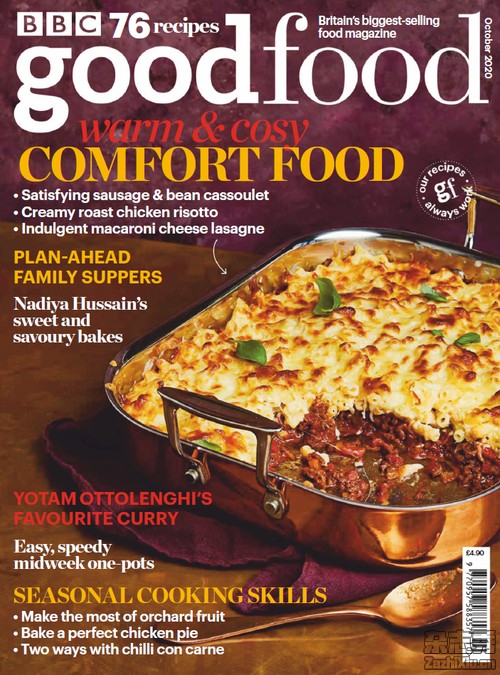 BBC 76 recipes
Britain's biggest-selling
food magazine
goodfood
October 2020
warm & cosy
COMFORT FOOD
• Satisfying sausage & bean cassoulet
• Creamy roast chicken risotto
• Indulgent macaroni cheese lasagne
our recipes
gf
always work
PLAN-AHEAD
FAMILY SUPPERS
Nadiya Hussain's
sweet and
savoury bakes
YOTAM OTTOLENGHI'S
FAVOURITE CURRY
Easy, speedy
midweek one-pots
SEASONAL COOKING SKILLS
• Make the most of orchard fruit
• Bake a perfect chicken pie
• Two ways with chilli con carne
£4.90